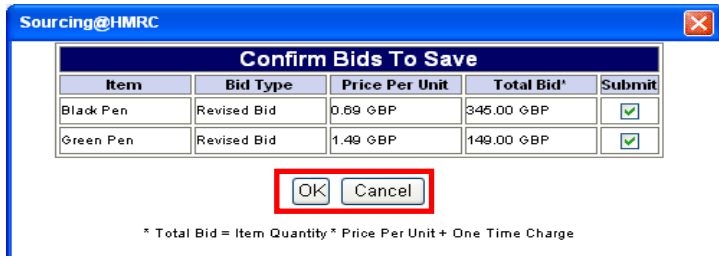 Sourcing@HMRC
Confirm Bids To Save
Item Bid Type Price Per Unit Total Bid* Submit
Black Pen Revised Bid 0.69 GBP 345.00 GBP
Green Pen Revised Bid 1.49 GBP 149.00 GBP
OK Cancel
* Total Bid = Item Quantity * Price Per Unit + One Time Charge